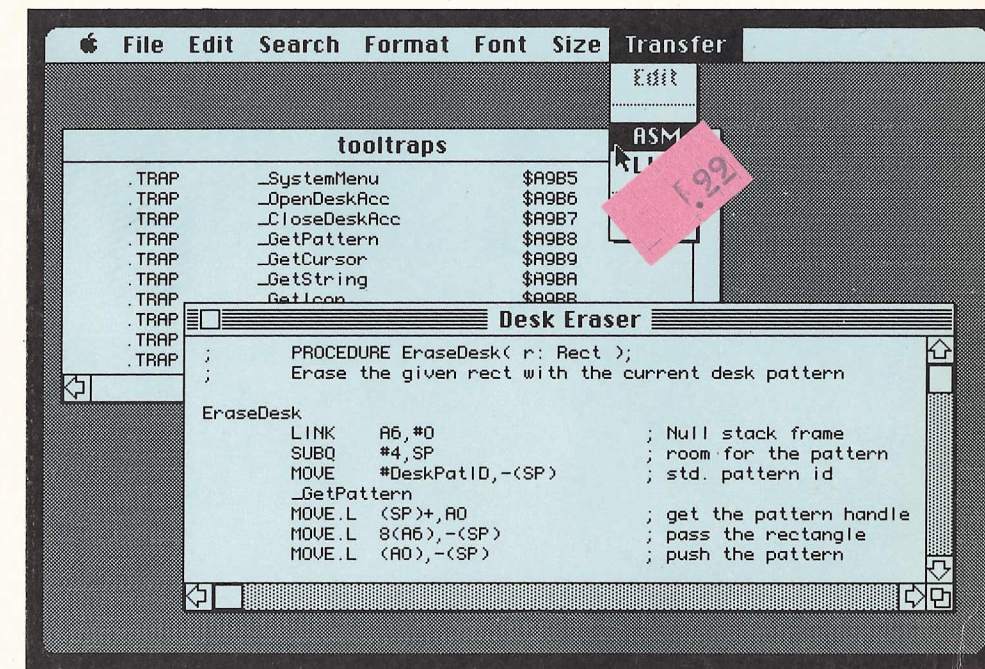 File Edit Search Format Font Size Transfer
Edit
ASM
tooltraps
.TRAP _SystemMenu $A9B5
.TRAP _OpenDeskAcc $A9B6
.TRAP _CloseDeskAcc $A9B7
.TRAP _GetPattern $A9B8
.TRAP _GetCursor $A9B9
.TRAP _GetString $A9BA
.TRAP _GetIcon $A9BB
.TRAP
.TRAP
.TRAP
Desk Eraser
; PROCEDURE EraseDesk( r: Rect );
; Erase the given rect with the current desk pattern
EraseDesk
LINK A6,#0 ; Null stack frame
SUBQ #4,SP ; room for the pattern
MOVE #DeskPatID,-(SP) ; std. pattern id
_GetPattern
MOVE.L (SP)+,A0 ; get the pattern handle
MOVE.L 8(A6),-(SP) ; pass the rectangle
MOVE.L (A0),-(SP) ; push the pattern